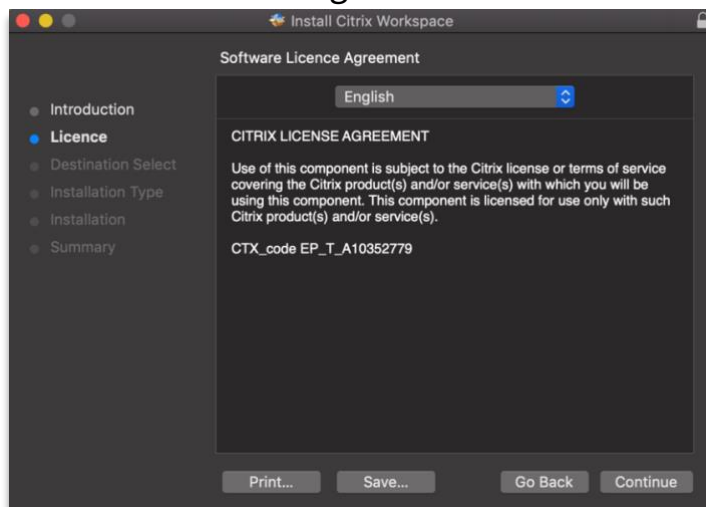 Install Citrix Workspace
Software Licence Agreement
Introduction
Licence
Destination Select
Installation Type
Installation
Summary
English
CITRIX LICENSE AGREEMENT
Use of this component is subject to the Citrix license or terms of service
covering the Citrix product(s) and/or service(s) with which you will be
using this component. This component is licensed for use only with such
Citrix product(s) and/or service(s).
CTX_code EP_T_A10352779
Print...
Save...
Go Back
Continue